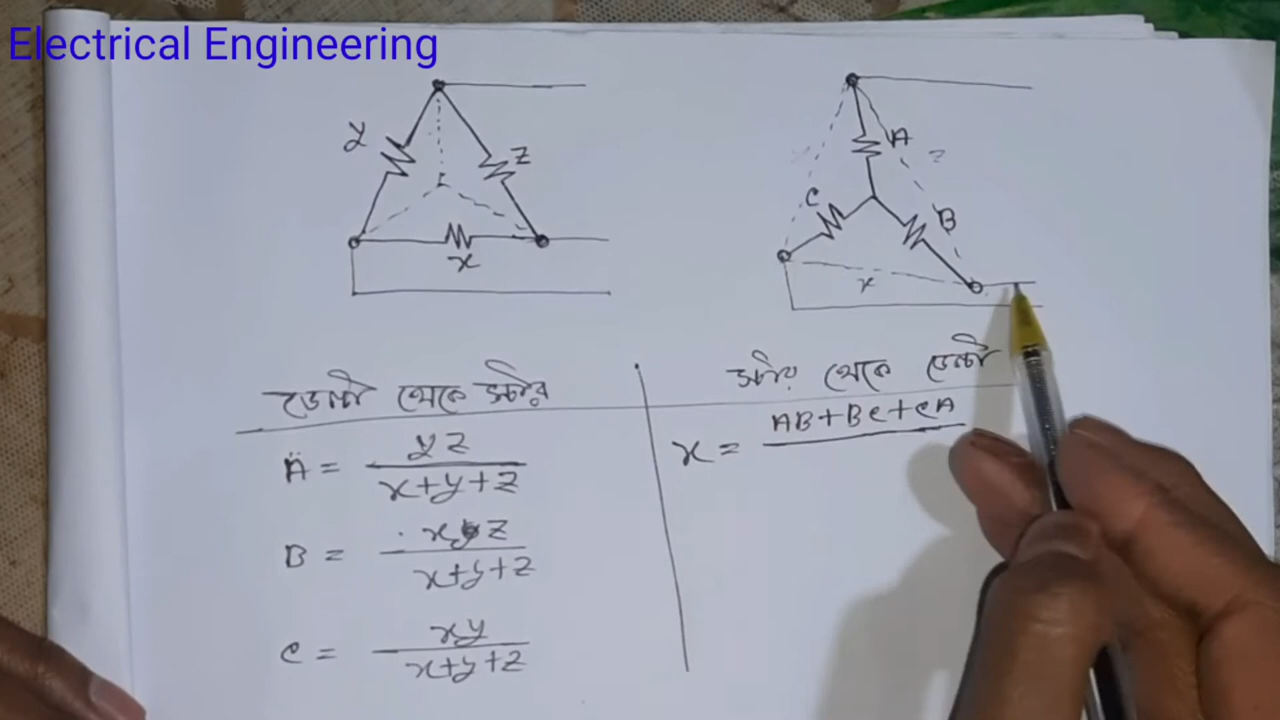 Electrical Engineering
y
z
x
A
z
C
B
x
ডেল্টা থেকে স্টার
A = yz / x+y+z
B = xz / x+y+z
C = xy / x+y+z
স্টার থেকে ডেল্টা
x = AB+BC+CA